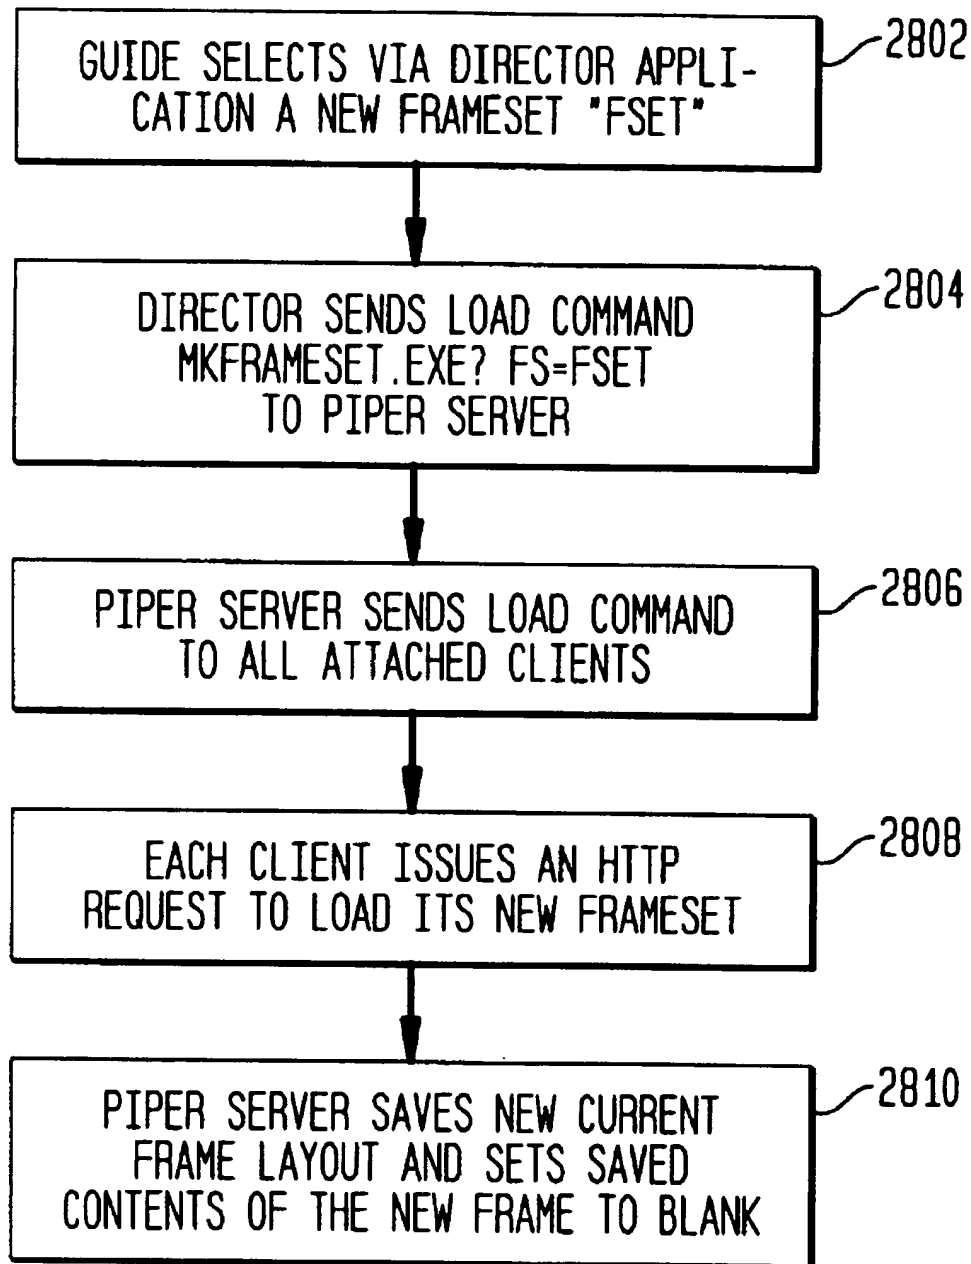 GUIDE SELECTS VIA DIRECTOR APPLI-
CATION A NEW FRAMESET "FSET"
2802
DIRECTOR SENDS LOAD COMMAND
MKFRAMESET.EXE? FS=FSET
TO PIPER SERVER
2804
PIPER SERVER SENDS LOAD COMMAND
TO ALL ATTACHED CLIENTS
2806
EACH CLIENT ISSUES AN HTTP
REQUEST TO LOAD ITS NEW FRAMESET
2808
PIPER SERVER SAVES NEW CURRENT
FRAME LAYOUT AND SETS SAVED
CONTENTS OF THE NEW FRAME TO BLANK
2810